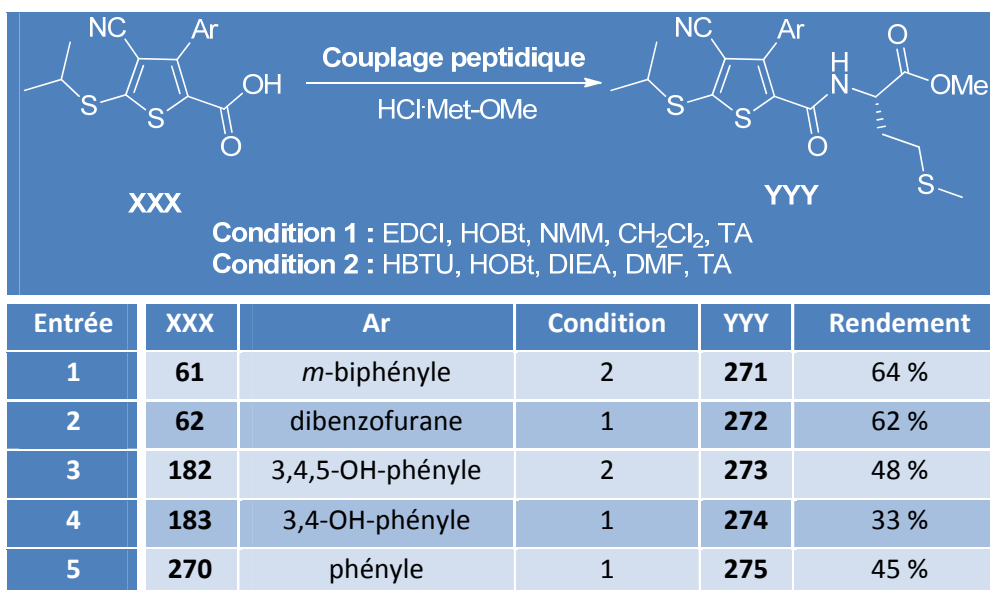 NC Ar
S S OH O
XXX
Couplage peptidique
HCl·Met-OMe
NC Ar
S S O H N O OMe S
YYY
Condition 1 : EDCI, HOBt, NMM, CH₂Cl₂, TA
Condition 2 : HBTU, HOBt, DIEA, DMF, TA
Entrée XXX Ar Condition YYY Rendement
1 61 m-biphényle 2 271 64 %
2 62 dibenzofurane 1 272 62 %
3 182 3,4,5-OH-phényle 2 273 48 %
4 183 3,4-OH-phényle 1 274 33 %
5 270 phényle 1 275 45 %